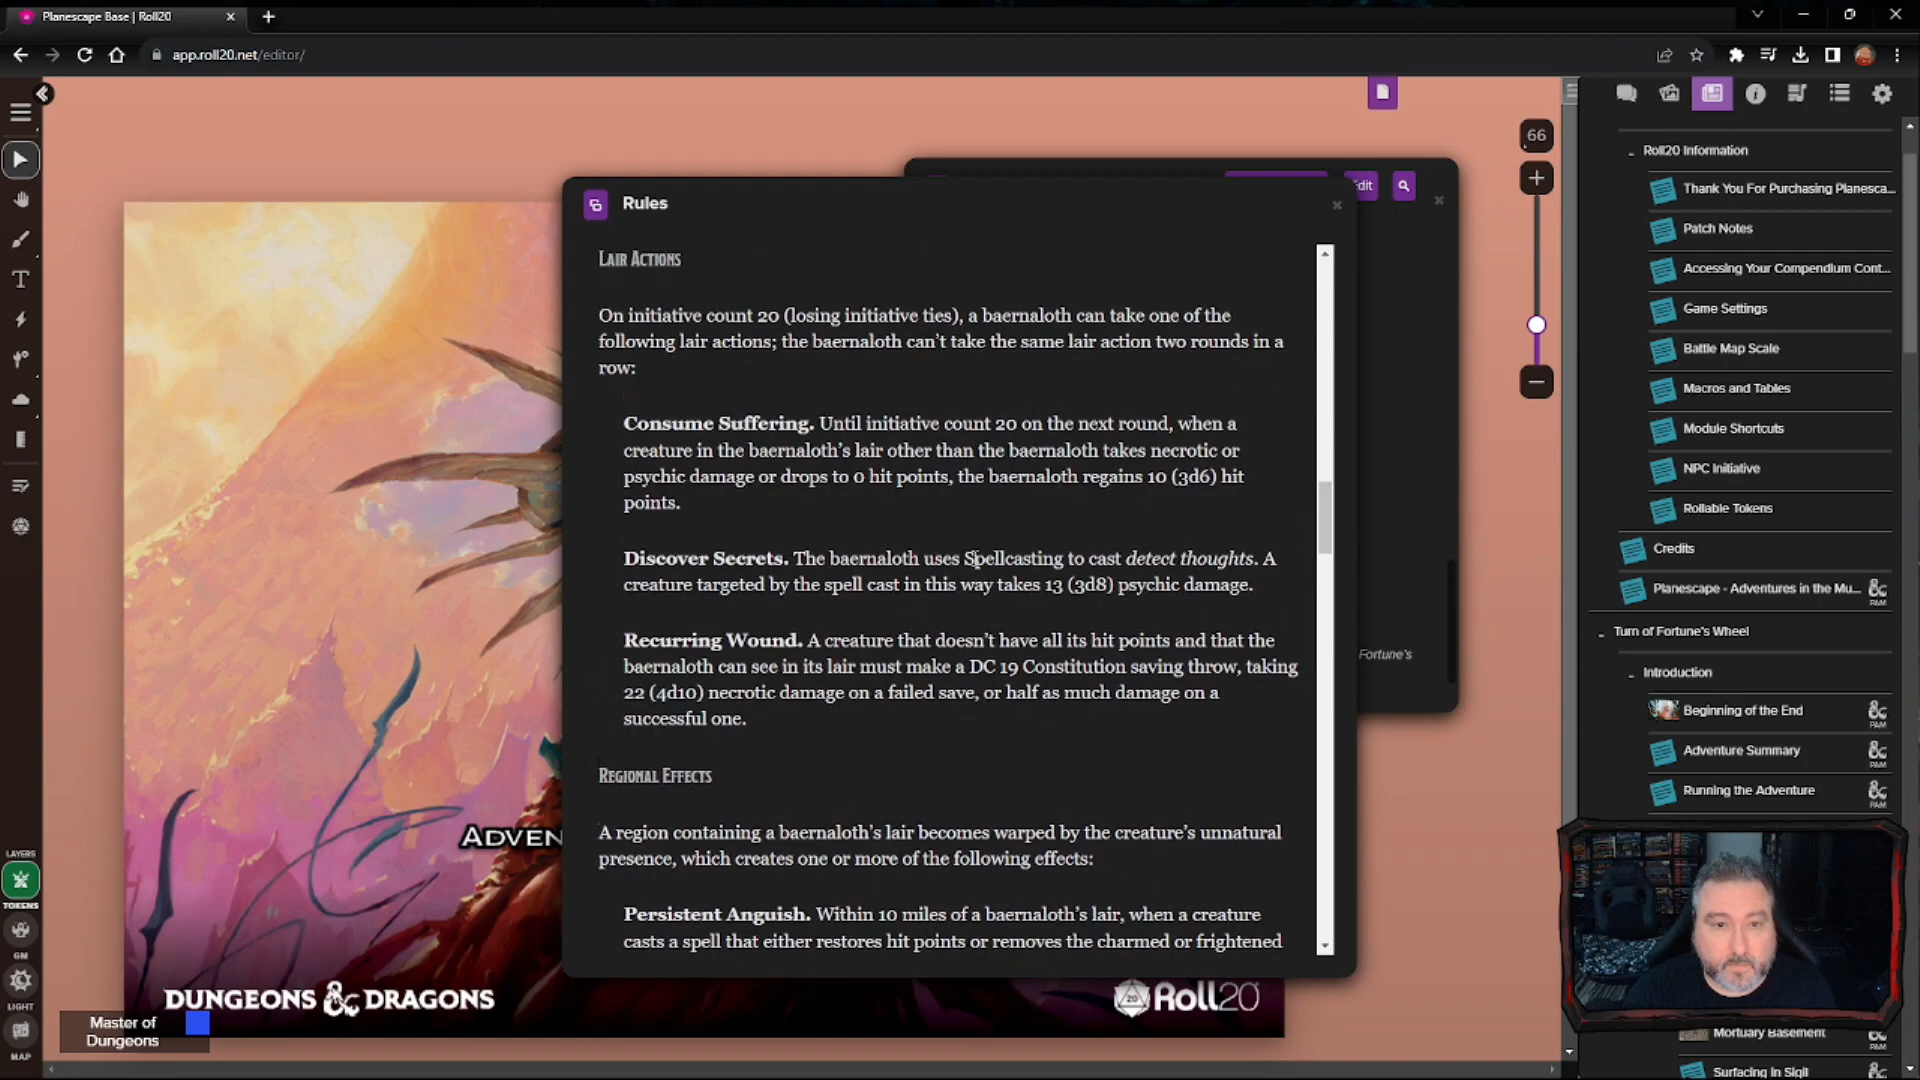 Planescape Base | Roll20
app.roll20.net/editor/
66
Edit
Rules
LAIR ACTIONS
On initiative count 20 (losing initiative ties), a baernaloth can take one of the
following lair actions; the baernaloth can't take the same lair action two rounds in a
row:
Consume Suffering. Until initiative count 20 on the next round, when a
creature in the baernaloth's lair other than the baernaloth takes necrotic or
psychic damage or drops to 0 hit points, the baernaloth regains 10 (3d6) hit
points.
Discover Secrets. The baernaloth uses Spellcasting to cast detect thoughts. A
creature targeted by the spell cast in this way takes 13 (3d8) psychic damage.
Recurring Wound. A creature that doesn't have all its hit points and that the
baernaloth can see in its lair must make a DC 19 Constitution saving throw, taking
22 (4d10) necrotic damage on a failed save, or half as much damage on a
successful one.
REGIONAL EFFECTS
A region containing a baernaloth's lair becomes warped by the creature's unnatural
presence, which creates one or more of the following effects:
Persistent Anguish. Within 10 miles of a baernaloth's lair, when a creature
casts a spell that either restores hit points or removes the charmed or frightened
Fortune's
ADVEN
DUNGEONS & DRAGONS
Roll20
Master of
Dungeons
LAYERS
TOKENS
GM
LIGHT
MAP
Roll20 Information
Thank You For Purchasing Planesca...
Patch Notes
Accessing Your Compendium Cont...
Game Settings
Battle Map Scale
Macros and Tables
Module Shortcuts
NPC Initiative
Rollable Tokens
Credits
Planescape - Adventures in the Mu...
PAM
Turn of Fortune's Wheel
Introduction
Beginning of the End
PAM
Adventure Summary
PAM
Running the Adventure
PAM
Mortuary Basement
PAM
Surfacing in Sigil